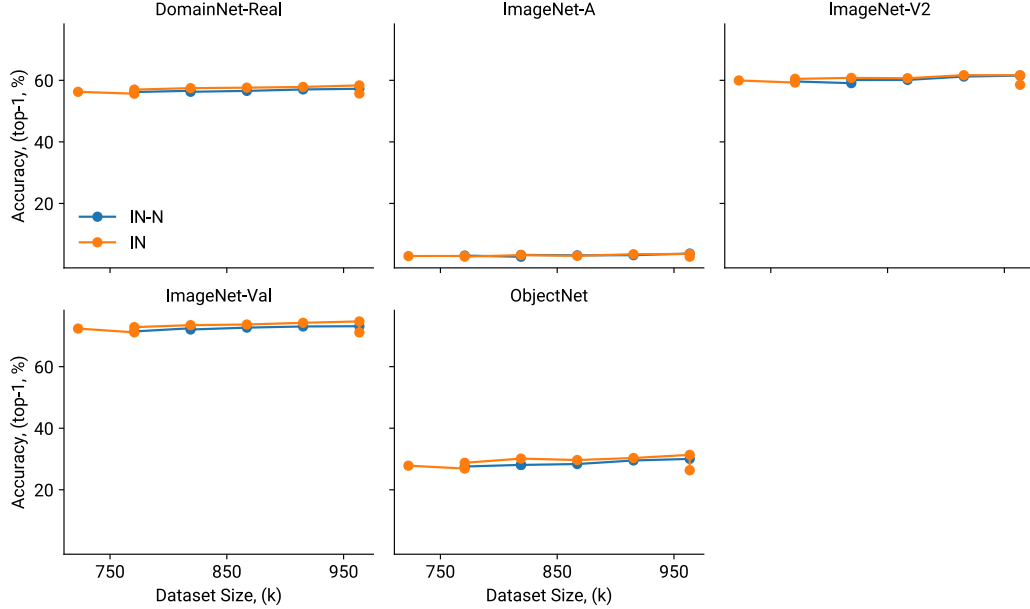 DomainNet-Real
ImageNet-A
ImageNet-V2
Accuracy, (top-1, %)
60
40
20
IN-N
IN
ImageNet-Val
ObjectNet
Accuracy, (top-1, %)
60
40
20
750
850
950
750
850
950
Dataset Size, (k)
Dataset Size, (k)